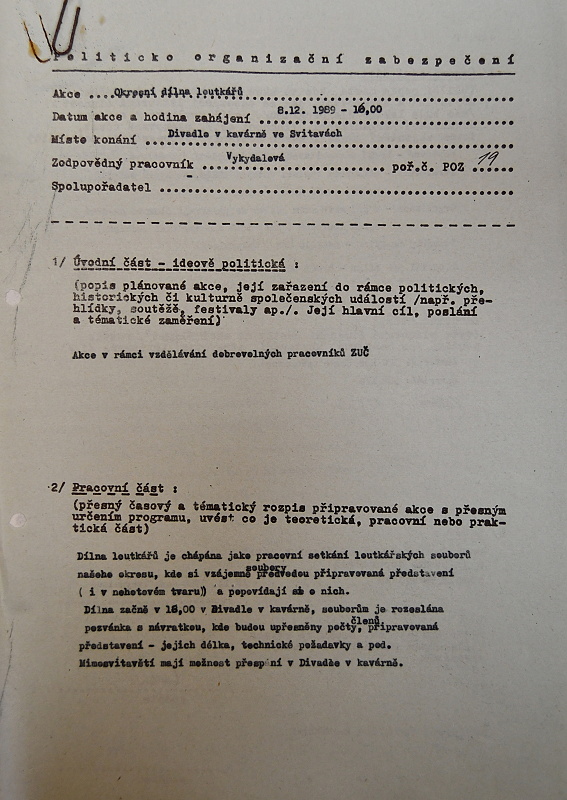 Politicko organizační zabezpečení
Akce ....Okresní dílna loutkářů
Datum akce a hodina zahájení 8.12. 1989 - 16,00
Místo konání Divadlo v kavárně ve Svitavách
Zodpovědný pracovník Vykydalová poř.č. POZ 19
Spolupořadatel
1/ Úvodní část - ideově politická :
(popis plánované akce, její zařazení do rámce politických,
historických či kulturně společenských událostí /např. pře-
hlídky, soutěže, festivaly ap./. Její hlavní cíl, poslání
a tématické zaměření)
Akce v rámci vzdělávání dobrovolných pracovníků ZUČ
2/ Pracovní část :
(přesný časový a tématický rozpis připravované akce s přesným
určením programu, uvést co je teoretická, pracovní nebo prak-
tická část)
Dílna loutkářů je chápána jako pracovní setkání loutkářských souborů
našeho okresu, kde si vzájemně soubory předvedou připravovaná představení
( i v nehotovém tvaru) a popovídají si o nich.
Dílna začne v 16,00 v Divadle v kavárně, souborům je rozeslána
pozvánka s návratkou, kde budou upřesněny počty členů, připravovaná
představení - jejich délka, technické požadavky a pod.
Mimosvitavští mají možnost přespání v Divadle v kavárně.